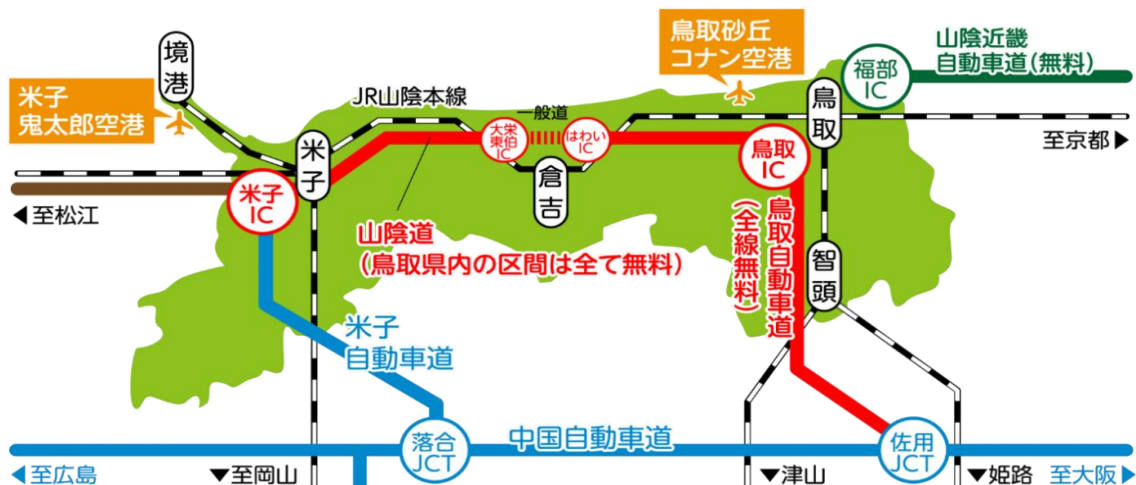 鳥取砂丘
コナン空港
山陰近畿
自動車道(無料)
境港
福部
IC
米子
鬼太郎空港
JR山陰本線
一般道
鳥取
大栄
東伯
IC
はわい
IC
至京都▶
米子
鳥取
IC
倉吉
米子
IC
◀至松江
山陰道
(鳥取県内の区間は全て無料)
鳥取自動車道
(全線無料)
智頭
米子
自動車道
落合
JCT
中国自動車道
佐用
JCT
◀至広島
▼至岡山
▼津山
▼姫路
至大阪▶